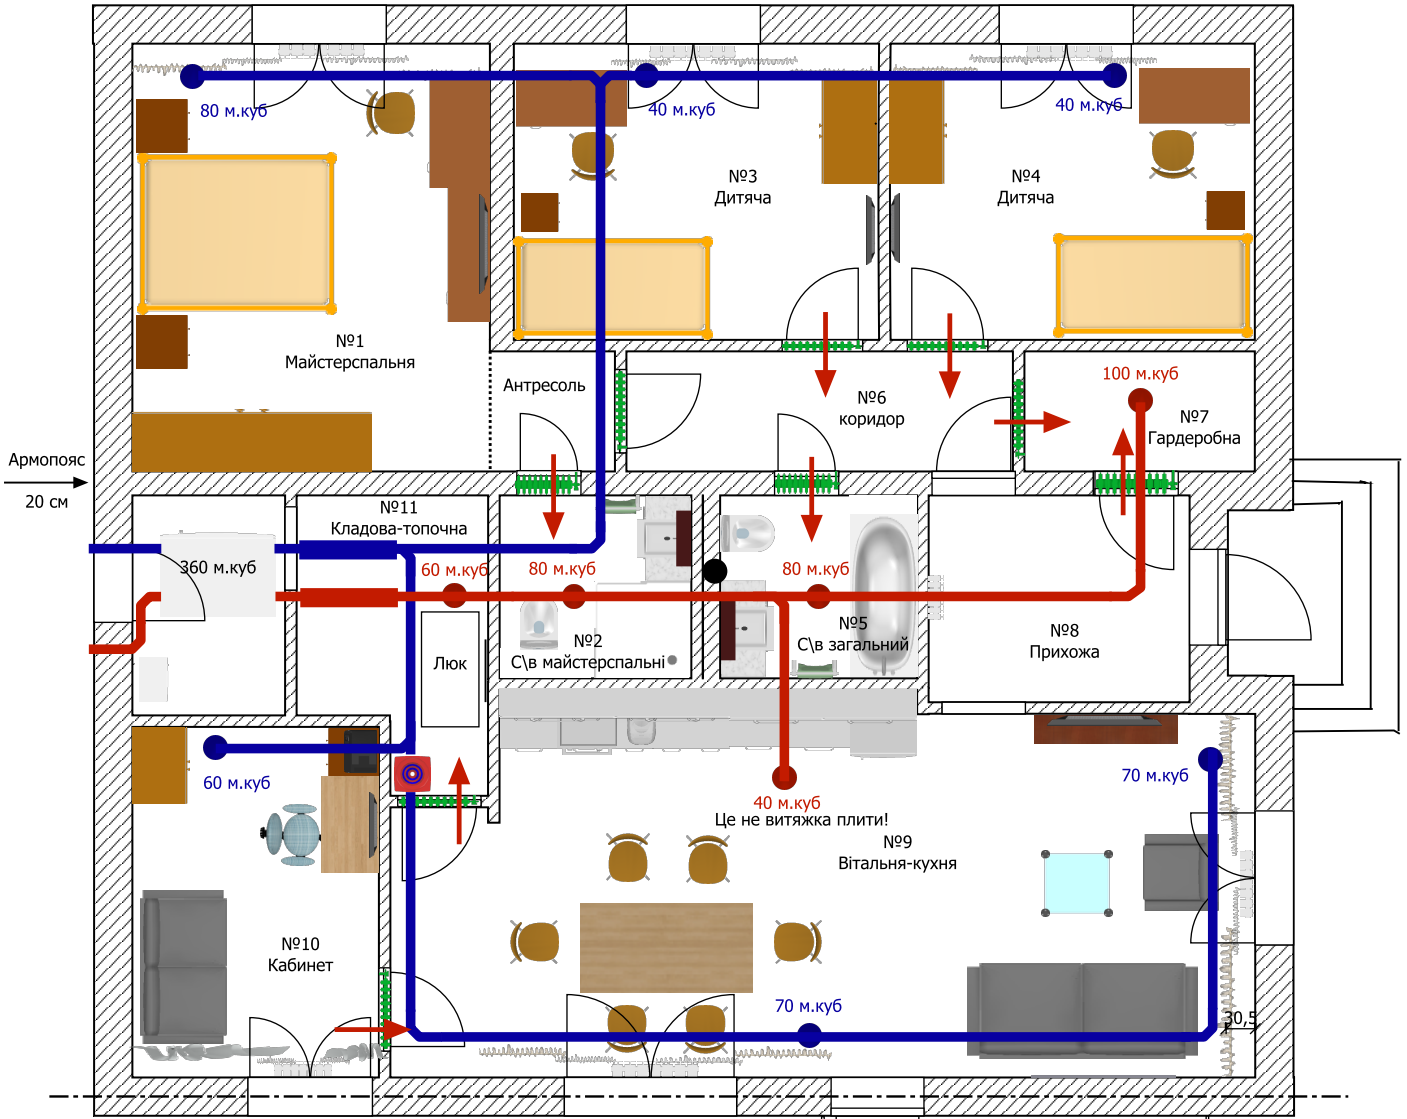 80 м.куб
40 м.куб
40 м.куб
№3
Дитяча
№4
Дитяча
№1
Майстерспальня
Антресоль
100 м.куб
№6
коридор
№7
Гардеробна
Армопояс
20 см
№11
Кладова-топочна
360 м.куб
60 м.куб
80 м.куб
80 м.куб
№2
С\в майстерспальні
№5
С\в загальний
№8
Прихожа
Люк
60 м.куб
70 м.куб
40 м.куб
Це не витяжка плити!
№9
Вітальня-кухня
№10
Кабинет
70 м.куб
30,5